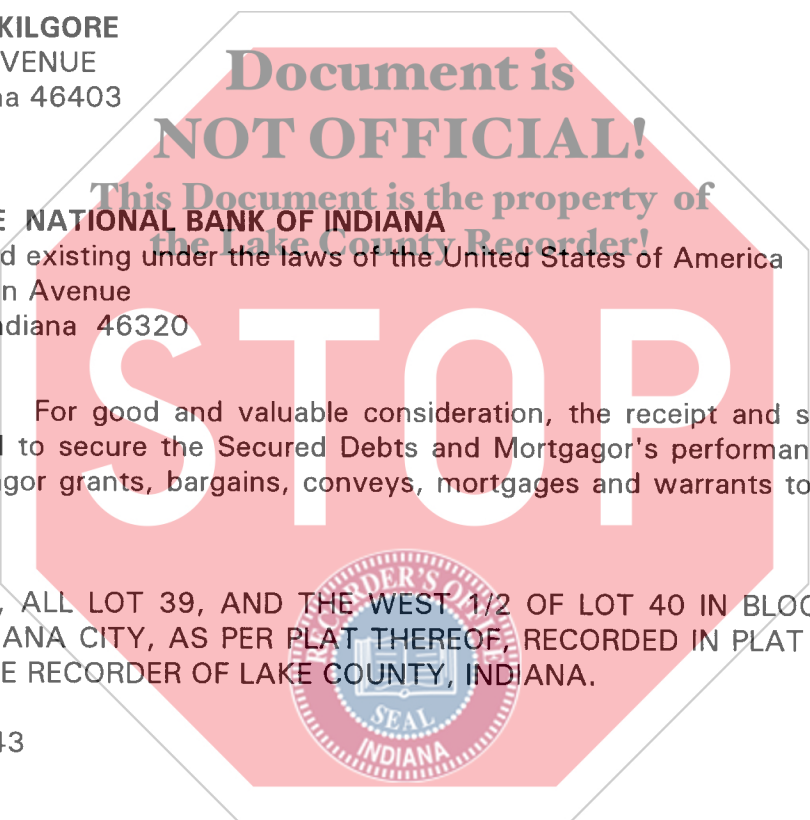 KILGORE
VENUE
na 46403
Document is
NOT OFFICIAL!
This Document is the property of
the Lake County Recorder!
E NATIONAL BANK OF INDIANA
d existing under the laws of the United States of America
n Avenue
ndiana 46320
STOP
For good and valuable consideration, the receipt and s
d to secure the Secured Debts and Mortgagor's performan
agor grants, bargains, conveys, mortgages and warrants to
, ALL LOT 39, AND THE WEST 1/2 OF LOT 40 IN BLOC
IANA CITY, AS PER PLAT THEREOF, RECORDED IN PLAT
E RECORDER OF LAKE COUNTY, INDIANA.
RECORDER'S OFFICE
SEAL
INDIANA
43